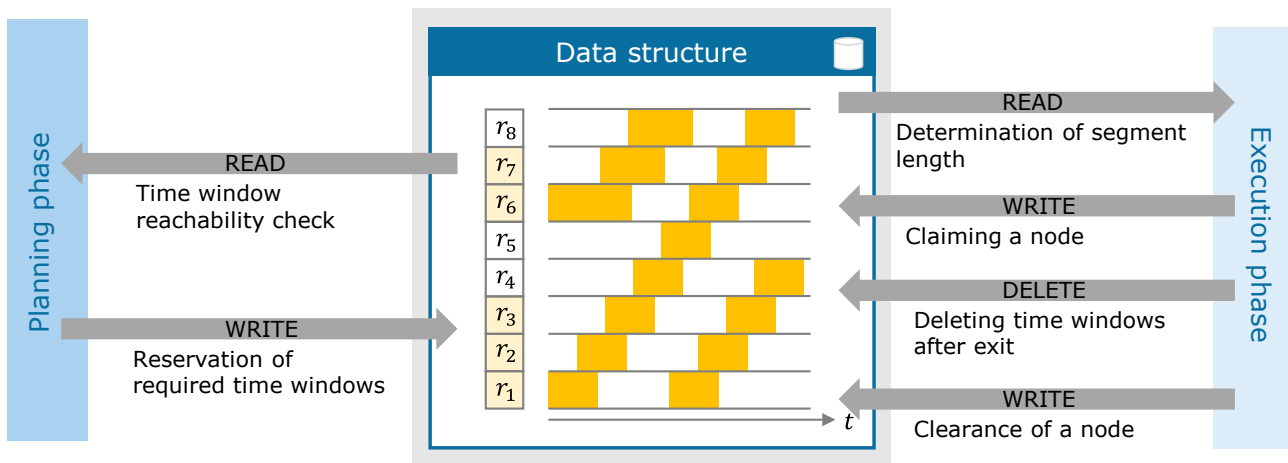 Planning phase
READ
Time window
reachability check
WRITE
Reservation of
required time windows
Data structure
r₈
r₇
r₆
r₅
r₄
r₃
r₂
r₁
t
READ
Determination of segment
length
WRITE
Claiming a node
DELETE
Deleting time windows
after exit
WRITE
Clearance of a node
Execution phase